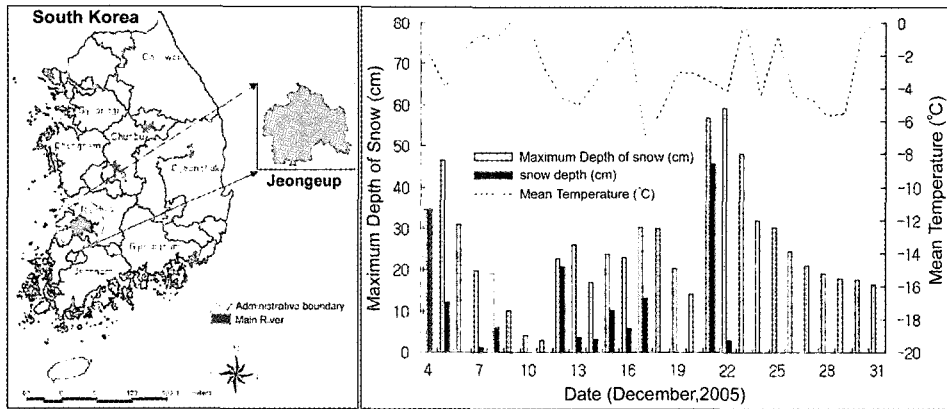 South Korea
Jeongeup
Administrative boundary
Main River
Maximum Depth of Snow (cm)
80
70
60
50
40
30
20
10
0
Maximum Depth of snow (cm)
snow depth (cm)
Mean Temperature (°C)
0
-2
-4
-6
-8
-10
-12
-14
-16
-18
-20
Mean Temperature (°C)
4 7 10 13 16 19 22 25 28 31
Date (December,2005)